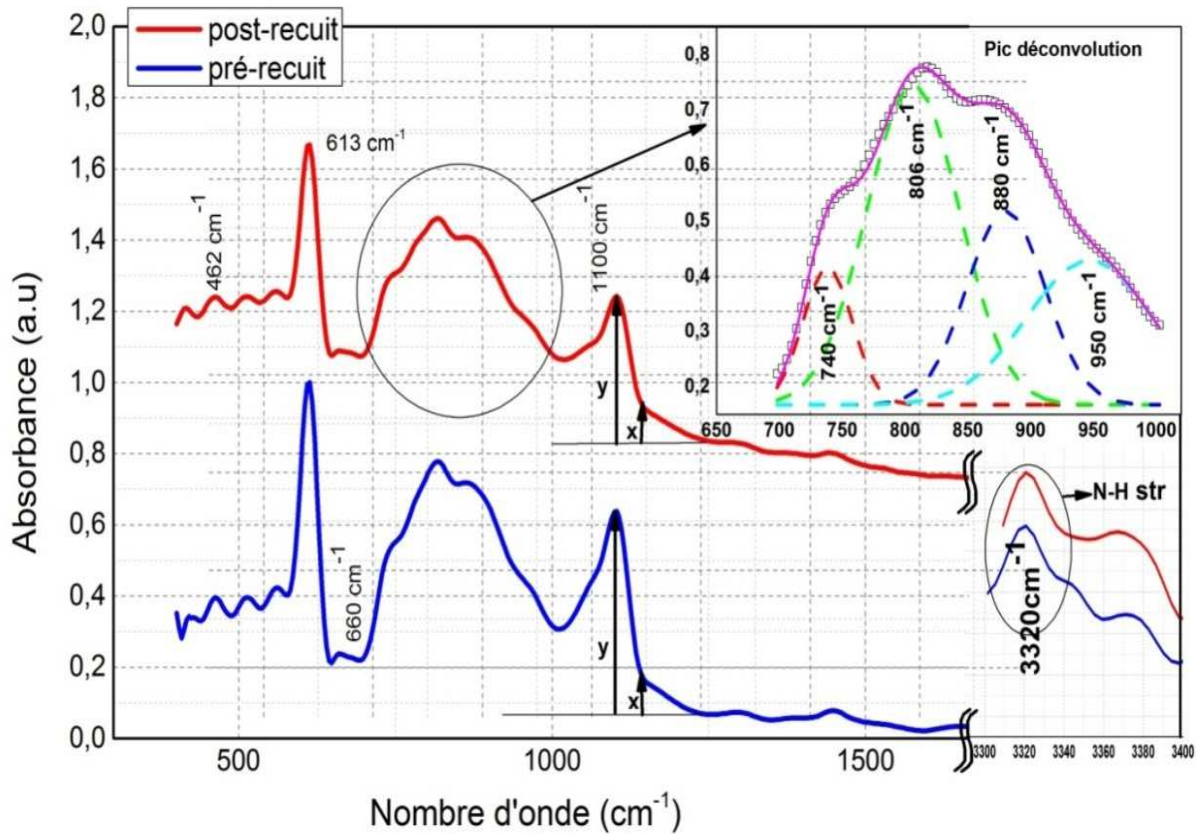 post-recuit
pré-recuit
Absorbance (a.u)
2,0
1,8
1,6
1,4
1,2
1,0
0,8
0,6
0,4
0,2
0,0
462 cm-1
613 cm-1
1100 cm-1
660 cm-1
y
x
y
x
Pic déconvolution
0,8
0,7
0,6
0,5
0,4
0,3
0,2
740 cm-1
806 cm-1
880 cm-1
950 cm-1
650 700 750 800 850 900 950 1000
N-H str
3320cm-1
500 1000 1500
3300 3320 3340 3360 3380 3400
Nombre d'onde (cm-1)